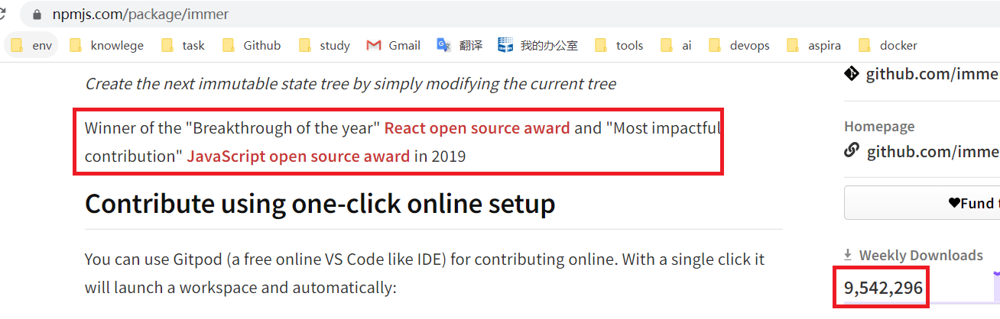 npmjs.com/package/immer
env knowlege task Github study Gmail 翻译 我的办公室 tools ai devops aspira docker
Create the next immutable state tree by simply modifying the current tree
Winner of the "Breakthrough of the year" React open source award and "Most impactful
contribution" JavaScript open source award in 2019
Contribute using one-click online setup
You can use Gitpod (a free online VS Code like IDE) for contributing online. With a single click it
will launch a workspace and automatically:
github.com/imme
Homepage
github.com/imme
Fund t
Weekly Downloads
9,542,296